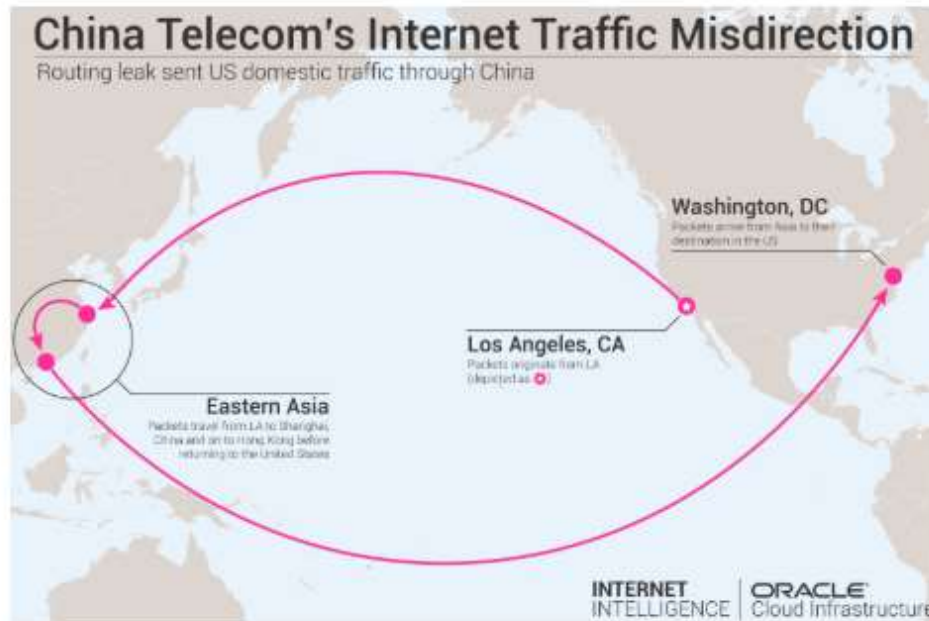 China Telecom's Internet Traffic Misdirection
Routing leak sent US domestic traffic through China
Washington, DC
Packets arrive from Asia to their
destination in the US
Los Angeles, CA
Packets originate from LA
(depicted as )
Eastern Asia
Packets travel from LA to Shanghai,
China and on to Hong Kong before
returning to the United States
INTERNET
INTELLIGENCE
ORACLE
Cloud Infrastructure